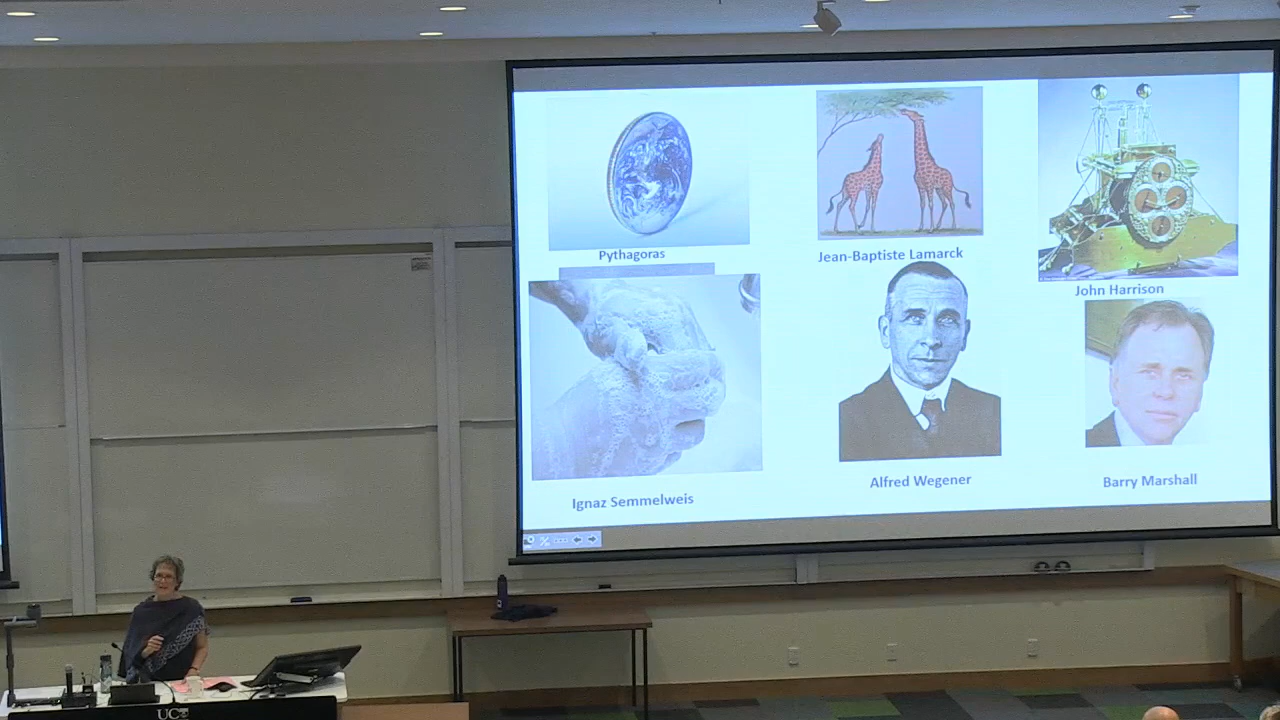 Pythagoras
Jean-Baptiste Lamarck
John Harrison
Ignaz Semmelweis
Alfred Wegener
Barry Marshall
UC